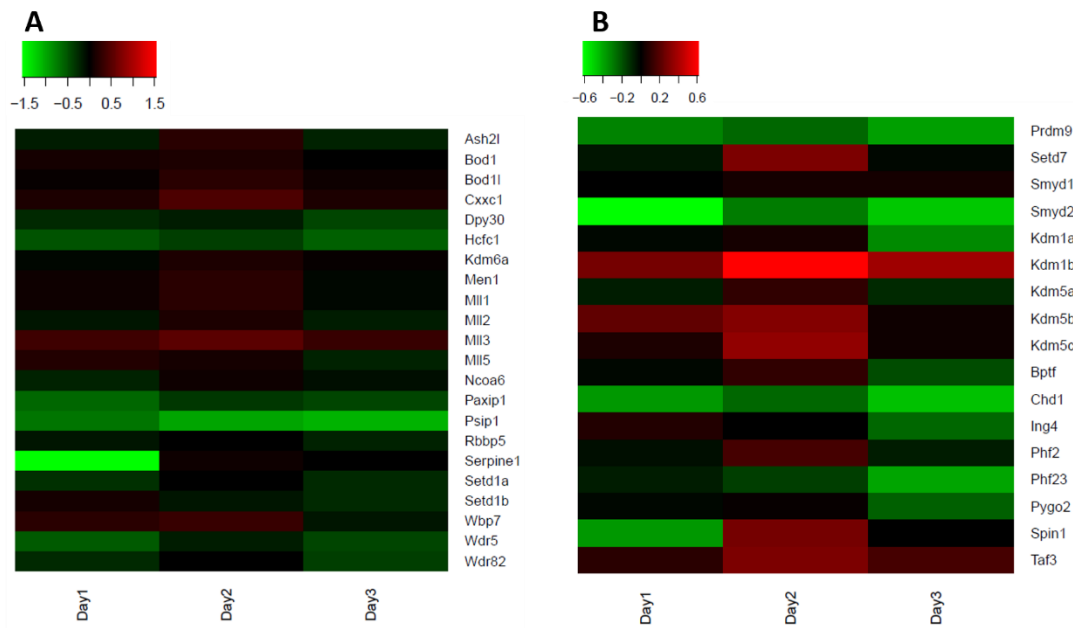 A
−1.5 −0.5 0.5 1.5
Ash2l
Bod1
Bod1l
Cxxc1
Dpy30
Hcfc1
Kdm6a
Men1
Mll1
Mll2
Mll3
Mll5
Ncoa6
Paxip1
Psip1
Rbbp5
Serpine1
Setd1a
Setd1b
Wbp7
Wdr5
Wdr82
Day1 Day2 Day3
B
−0.6 −0.2 0.2 0.6
Prdm9
Setd7
Smyd1
Smyd2
Kdm1a
Kdm1b
Kdm5a
Kdm5b
Kdm5c
Bptf
Chd1
Ing4
Phf2
Phf23
Pygo2
Spin1
Taf3
Day1 Day2 Day3